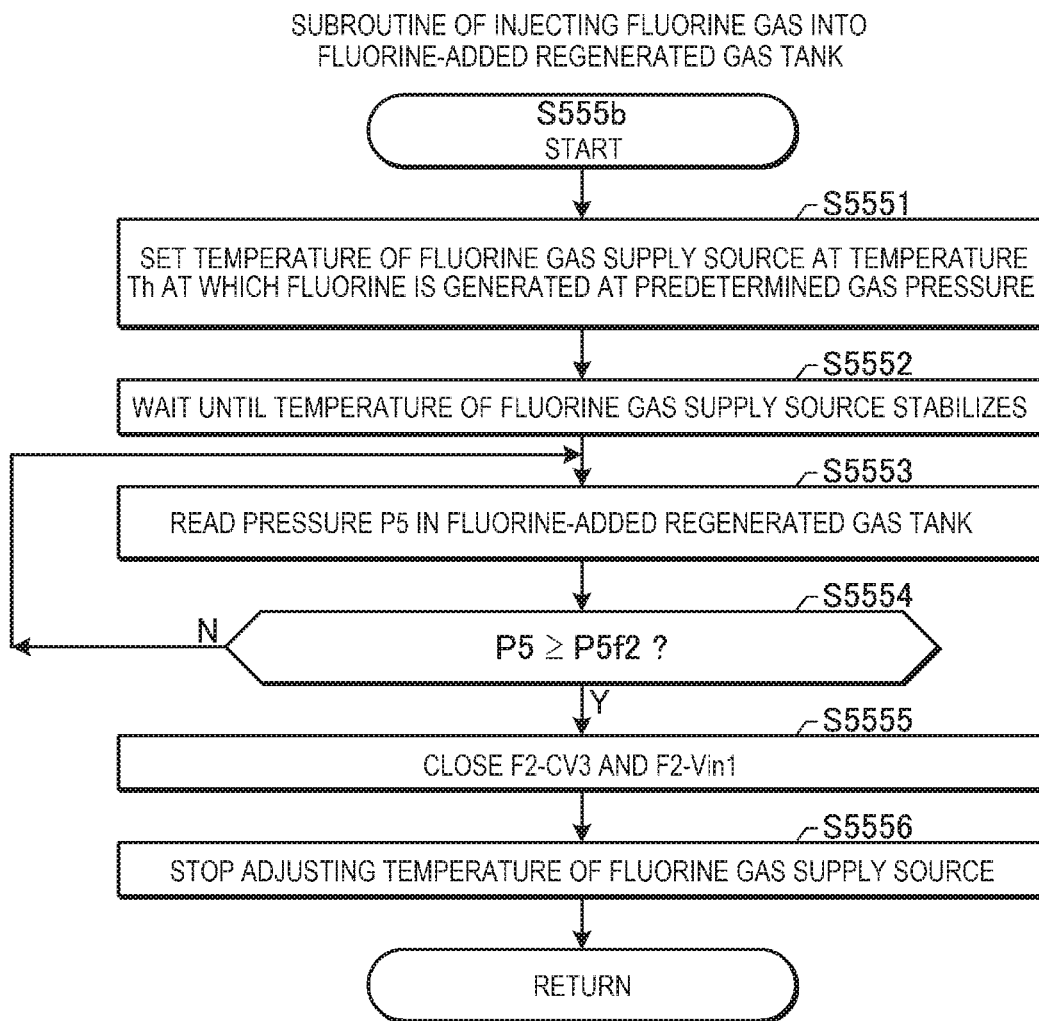 SUBROUTINE OF INJECTING FLUORINE GAS INTO
FLUORINE-ADDED REGENERATED GAS TANK
S555b
START
S5551
SET TEMPERATURE OF FLUORINE GAS SUPPLY SOURCE AT TEMPERATURE
Th AT WHICH FLUORINE IS GENERATED AT PREDETERMINED GAS PRESSURE
S5552
WAIT UNTIL TEMPERATURE OF FLUORINE GAS SUPPLY SOURCE STABILIZES
S5553
READ PRESSURE P5 IN FLUORINE-ADDED REGENERATED GAS TANK
S5554
N
P5 ≥ P5f2 ?
Y
S5555
CLOSE F2-CV3 AND F2-Vin1
S5556
STOP ADJUSTING TEMPERATURE OF FLUORINE GAS SUPPLY SOURCE
RETURN